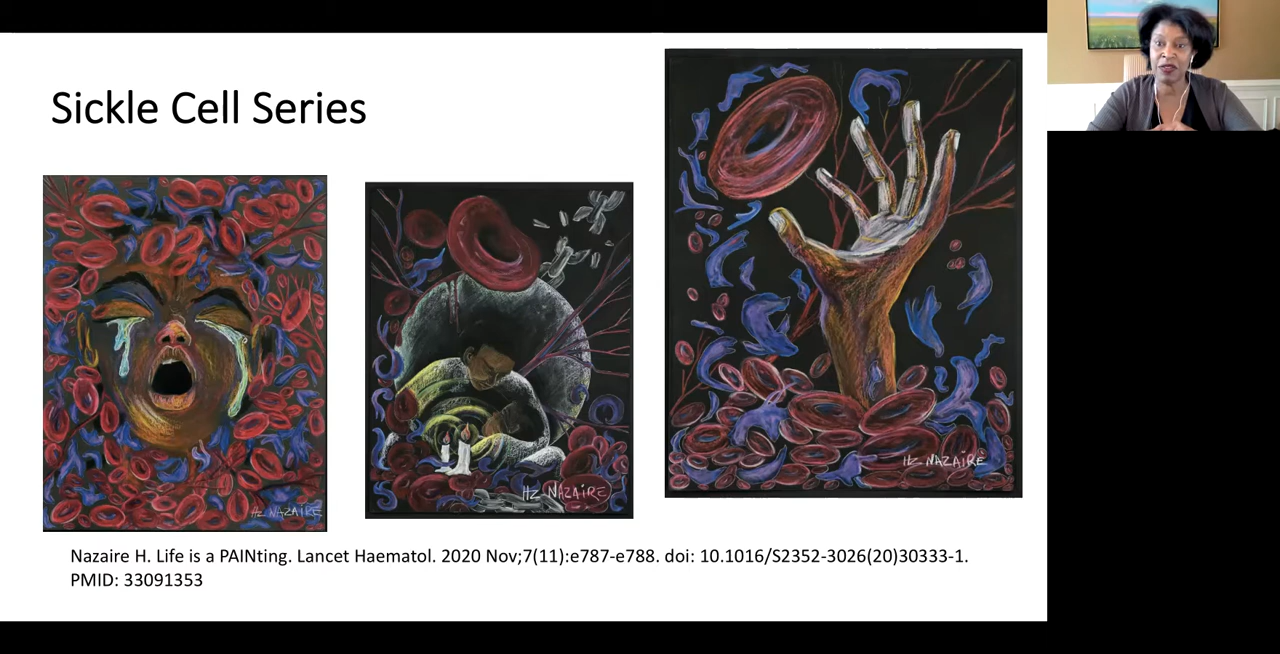 Sickle Cell Series
HZ NAZAIRE
HZ NAZAIRE
HZ NAZAIRE
Nazaire H. Life is a PAINting. Lancet Haematol. 2020 Nov;7(11):e787-e788. doi: 10.1016/S2352-3026(20)30333-1.
PMID: 33091353